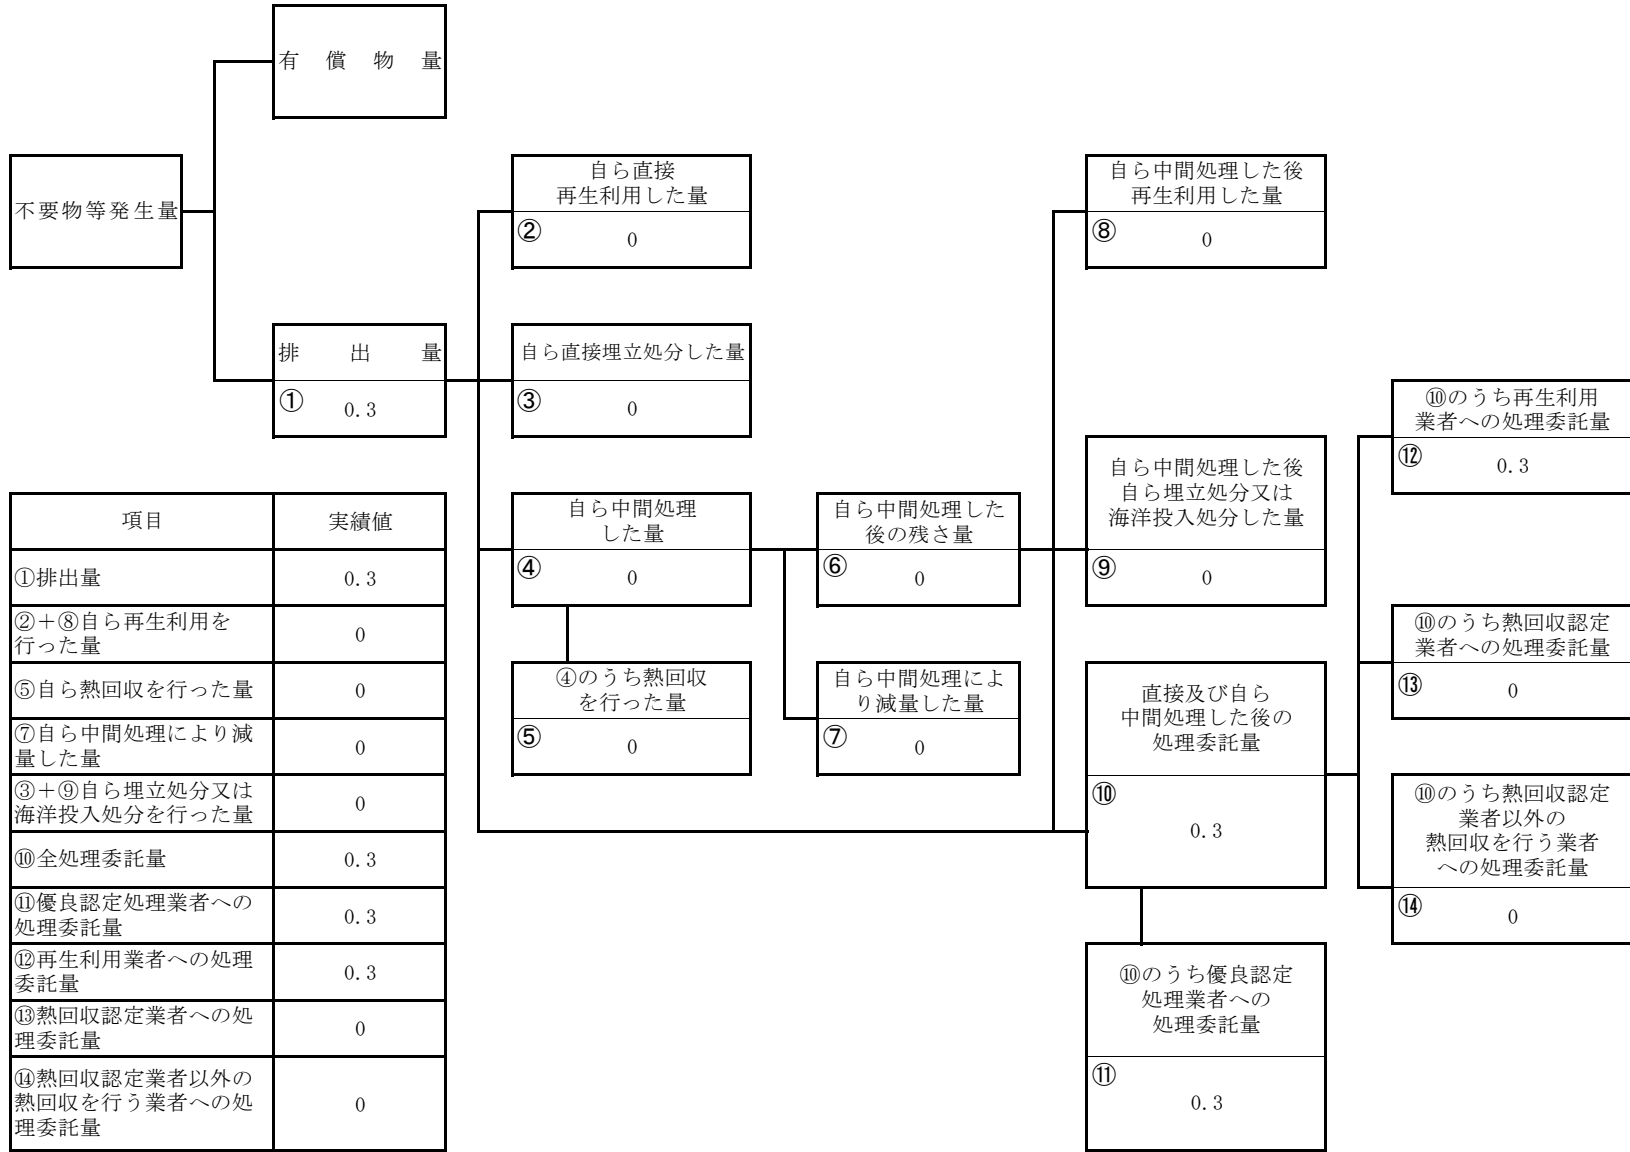 有償物量
不要物等発生量
排出量
① 0.3
自ら直接
再生利用した量
② 0
自ら直接埋立処分した量
③ 0
自ら中間処理
した量
④ 0
④のうち熱回収
を行った量
⑤ 0
自ら中間処理した
後の残さ量
⑥ 0
自ら中間処理によ
り減量した量
⑦ 0
自ら中間処理した後
再生利用した量
⑧ 0
自ら中間処理した後
自ら埋立処分又は
海洋投入処分した量
⑨ 0
直接及び自ら
中間処理した後の
処理委託量
⑩
0.3
⑩のうち優良認定
処理業者への
処理委託量
⑪
0.3
⑩のうち再生利用
業者への処理委託量
⑫ 0.3
⑩のうち熱回収認定
業者への処理委託量
⑬ 0
⑩のうち熱回収認定
業者以外の
熱回収を行う業者
への処理委託量
⑭ 0
項目 実績値
①排出量 0.3
②＋⑧自ら再生利用を
行った量 0
⑤自ら熱回収を行った量 0
⑦自ら中間処理により減
量した量 0
③＋⑨自ら埋立処分又は
海洋投入処分を行った量 0
⑩全処理委託量 0.3
⑪優良認定処理業者への
処理委託量 0.3
⑫再生利用業者への処理
委託量 0.3
⑬熱回収認定業者への処
理委託量 0
⑭熱回収認定業者以外の
熱回収を行う業者への処 0
理委託量